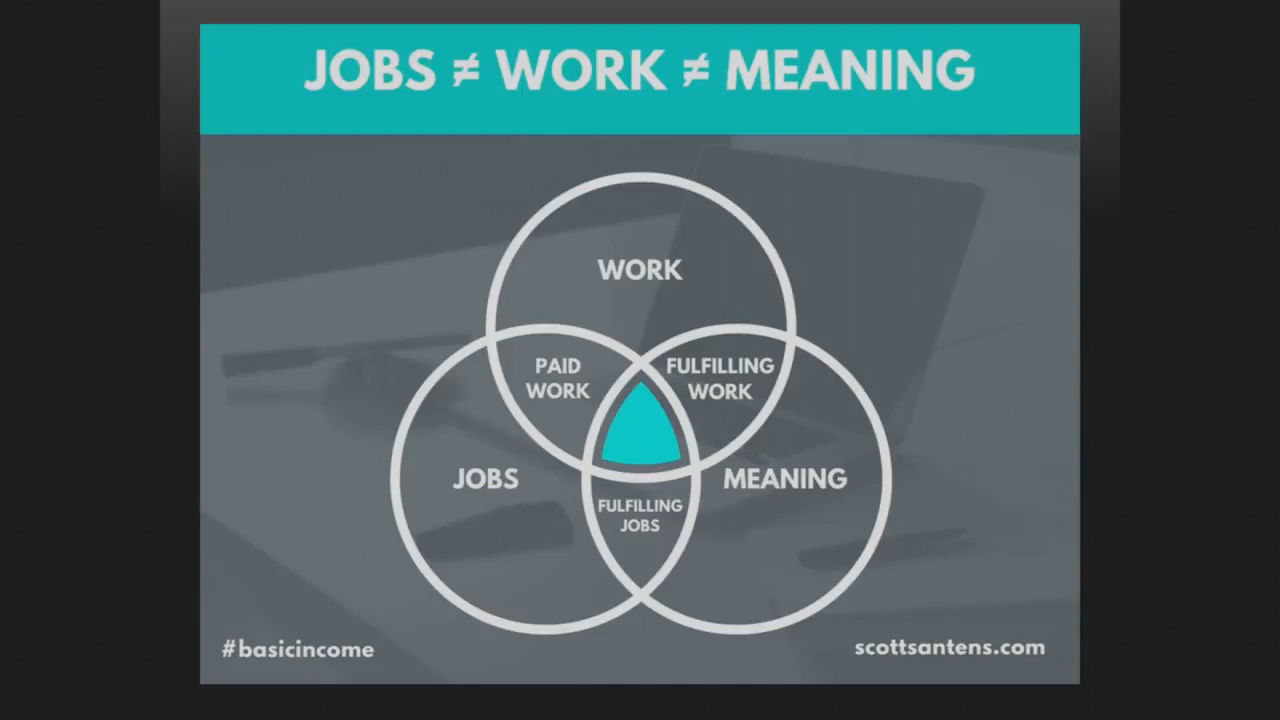 JOBS ≠ WORK ≠ MEANING
WORK
PAID
WORK
FULFILLING
WORK
JOBS
MEANING
FULFILLING
JOBS
#basicincome
scottsantens.com